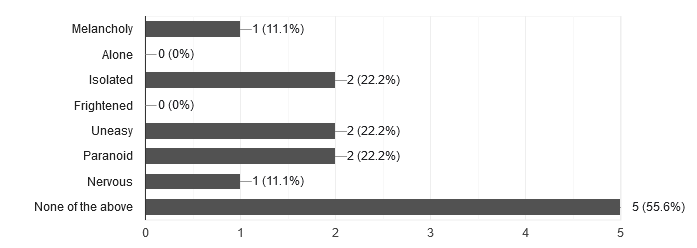 Melancholy 1 (11.1%)
Alone 0 (0%)
Isolated 2 (22.2%)
Frightened 0 (0%)
Uneasy 2 (22.2%)
Paranoid 2 (22.2%)
Nervous 1 (11.1%)
None of the above 5 (55.6%)
0 1 2 3 4 5